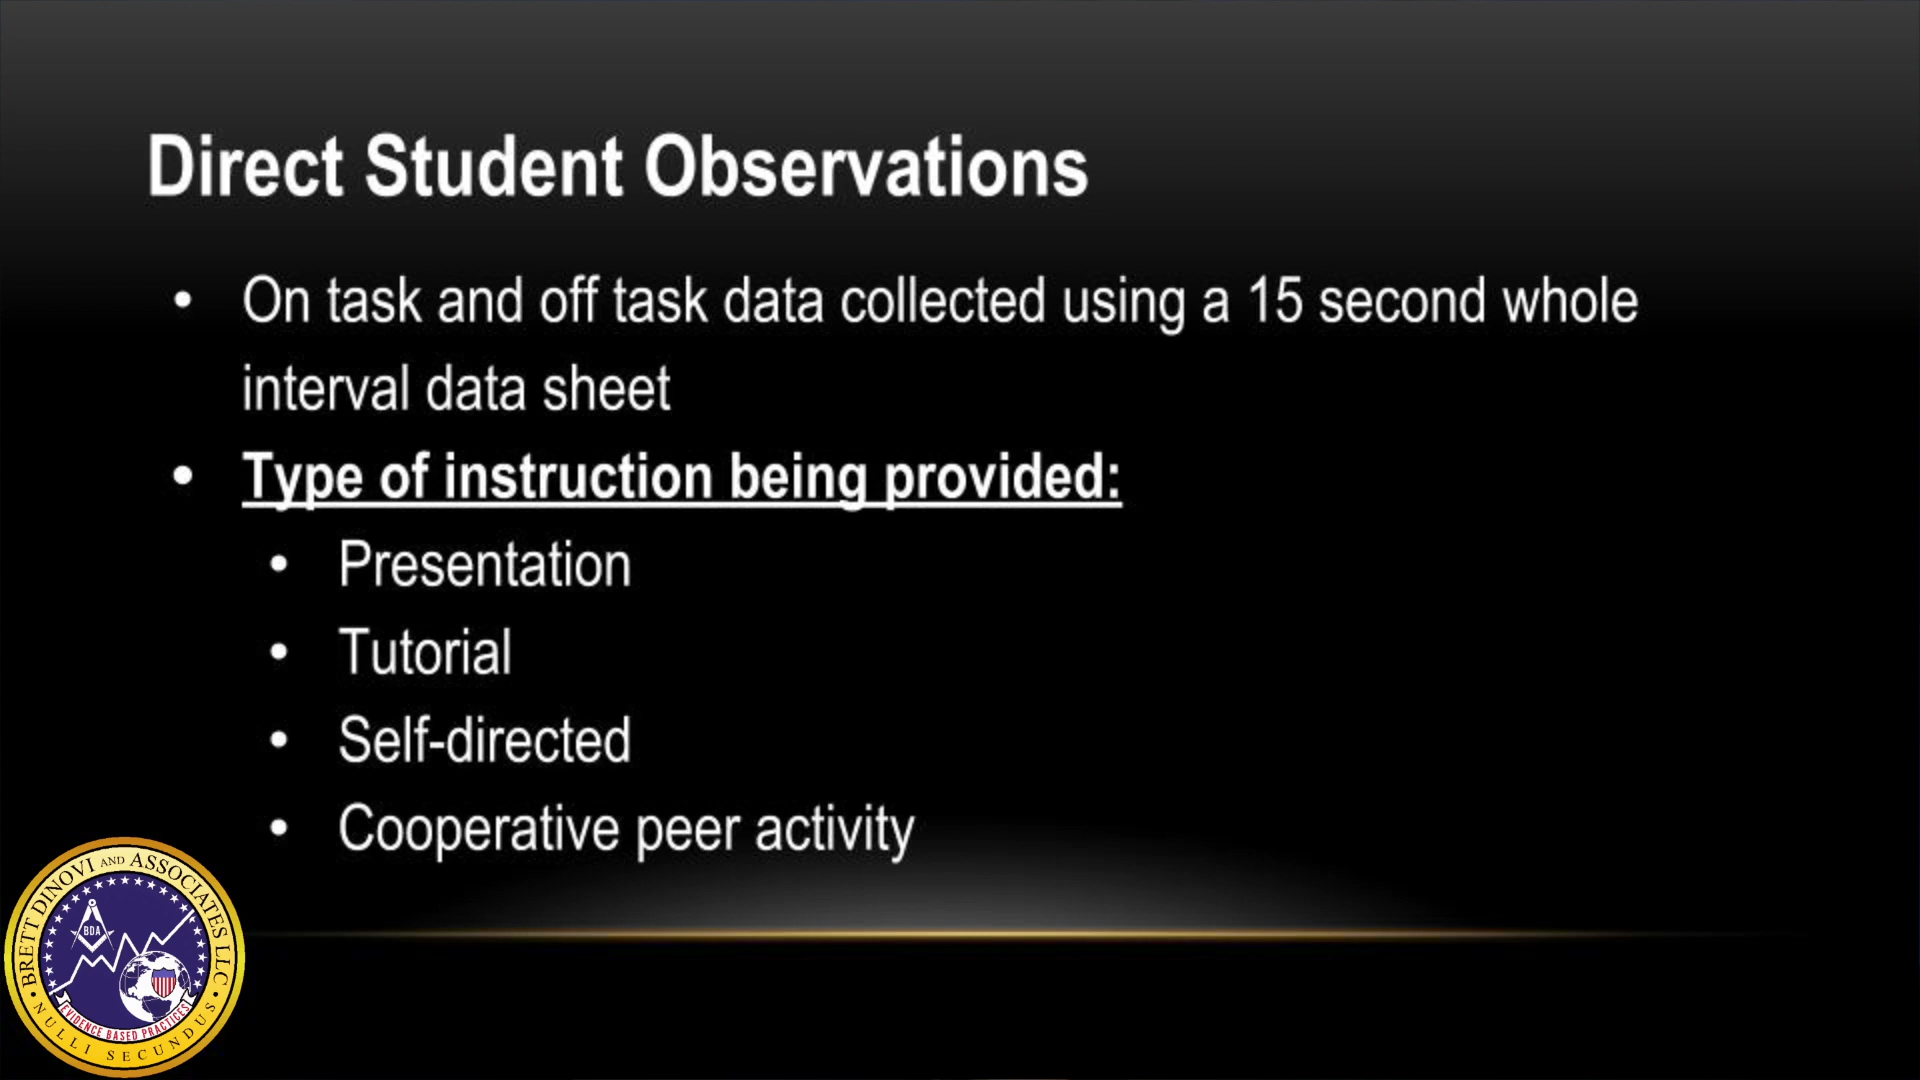 Direct Student Observations
• On task and off task data collected using a 15 second whole
interval data sheet
• Type of instruction being provided:
• Presentation
• Tutorial
• Self-directed
• Cooperative peer activity
BRETT DINOVI AND ASSOCIATES LLC
BDA
EVIDENCE BASED PRACTICES
• NULLI SECUNDUS •